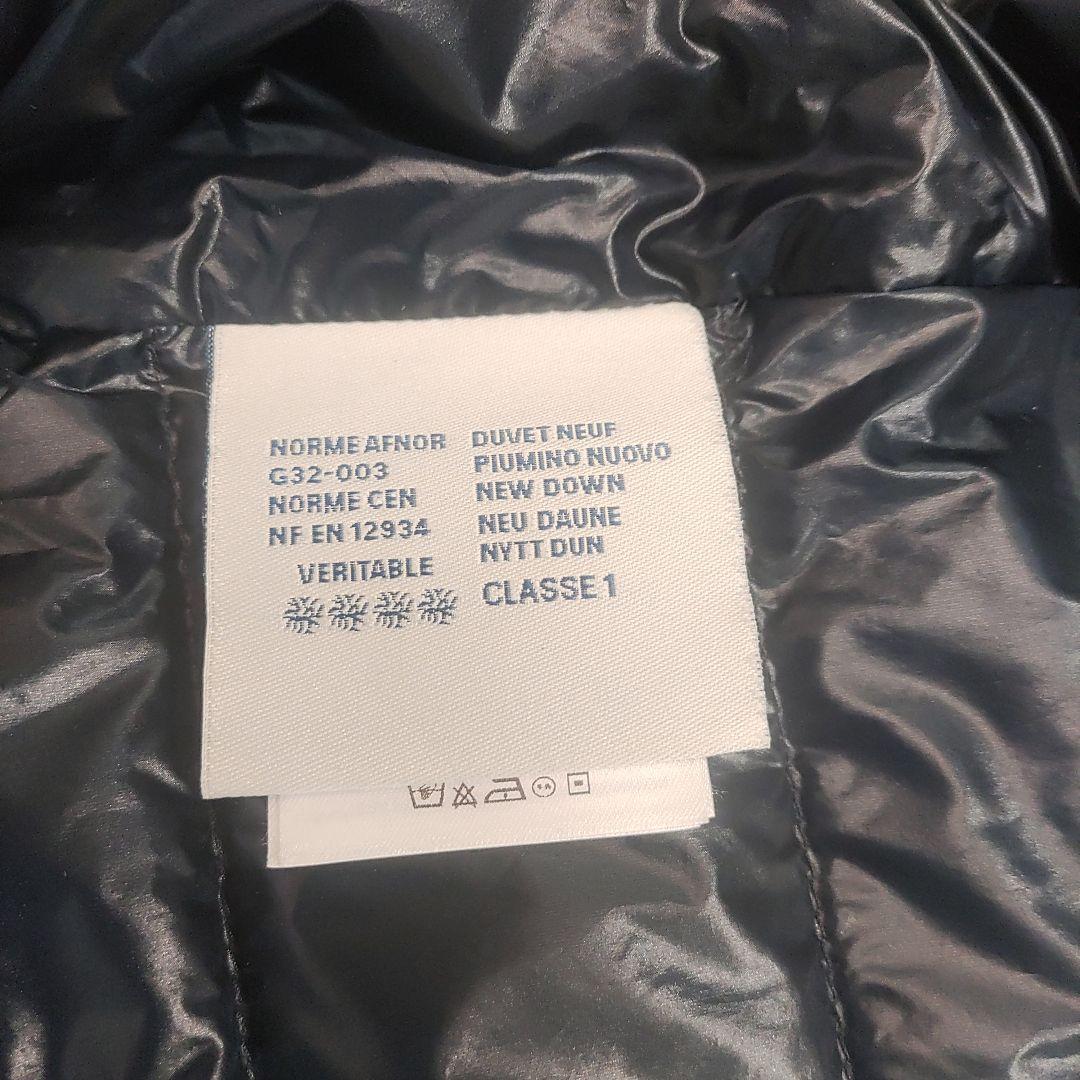 NORME AFNOR
G32-003
NORME CEN
NF EN 12934
VERITABLE
DUVET NEUF
PIUMINO NUOVO
NEW DOWN
NEU DAUNE
NYTT DUN
CLASSE 1